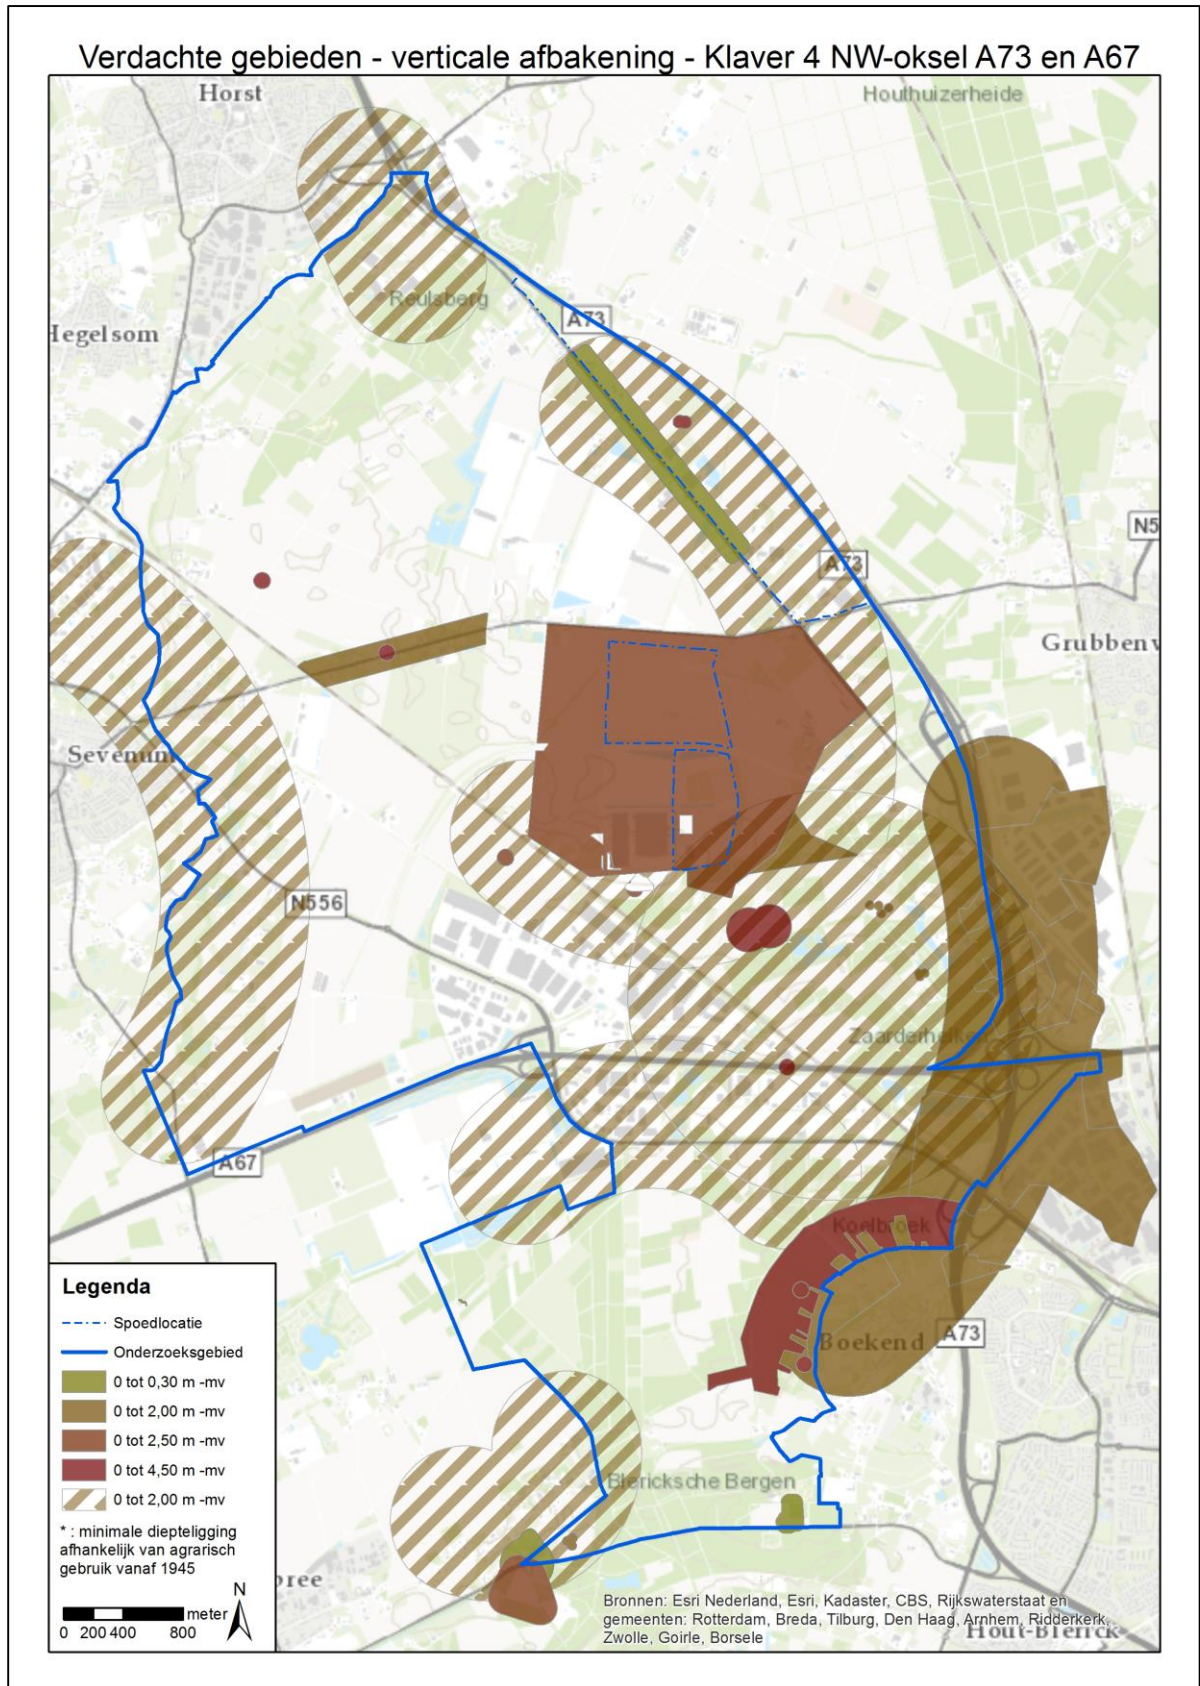 Verdachte gebieden - verticale afbakening - Klaver 4 NW-oksel A73 en A67
Horst
Houthuizerheide
Reulsberg
A73
Hegelsom
N5
A73
Grubbenv
Sevenum
N556
Zaarderheiken
A67
Koelbroek
Boekend
A73
Blericksche Bergen
bree
Hout-Blerick
Legenda
Spoedlocatie
Onderzoeksgebied
0 tot 0,30 m -mv
0 tot 2,00 m -mv
0 tot 2,50 m -mv
0 tot 4,50 m -mv
0 tot 2,00 m -mv
* : minimale diepteligging
afhankelijk van agrarisch
gebruik vanaf 1945
N
meter
0 200 400 800
Bronnen: Esri Nederland, Esri, Kadaster, CBS, Rijkswaterstaat en
gemeenten: Rotterdam, Breda, Tilburg, Den Haag, Arnhem, Ridderkerk,
Zwolle, Goirle, Borsele